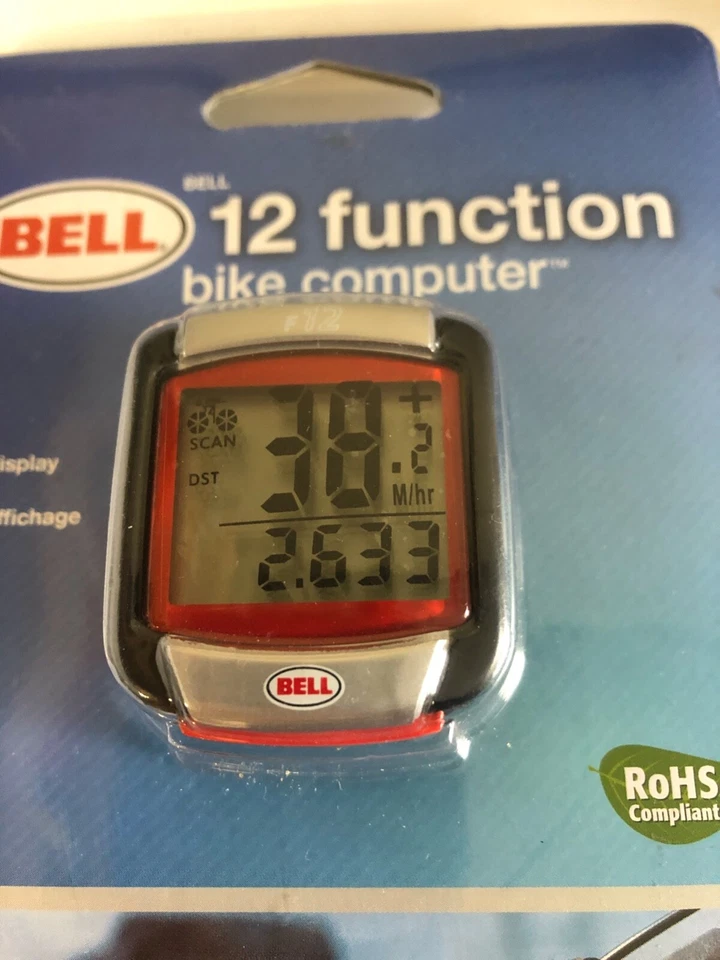 BELL
BELL
12 function
bike computer™
F12
SCAN
38.2
+
M/hr
DST
2.633
isplay
ffichage
BELL
RoHS
Compliant